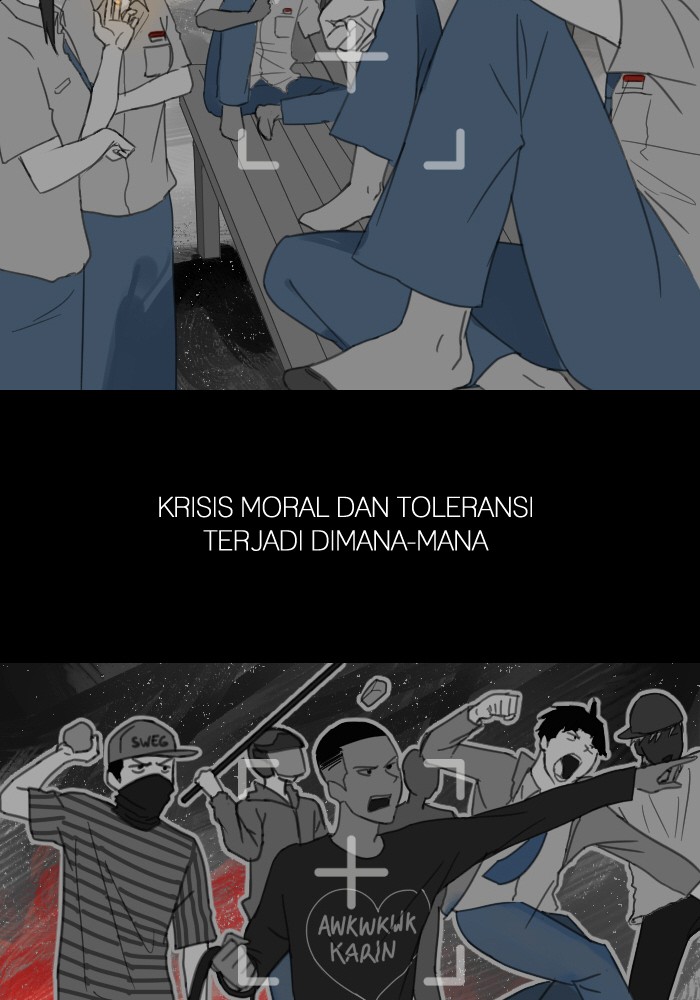 KRISIS MORAL DAN TOLERANSI
TERJADI DIMANA-MANA
SWEG
AWKWKWK
KARIN